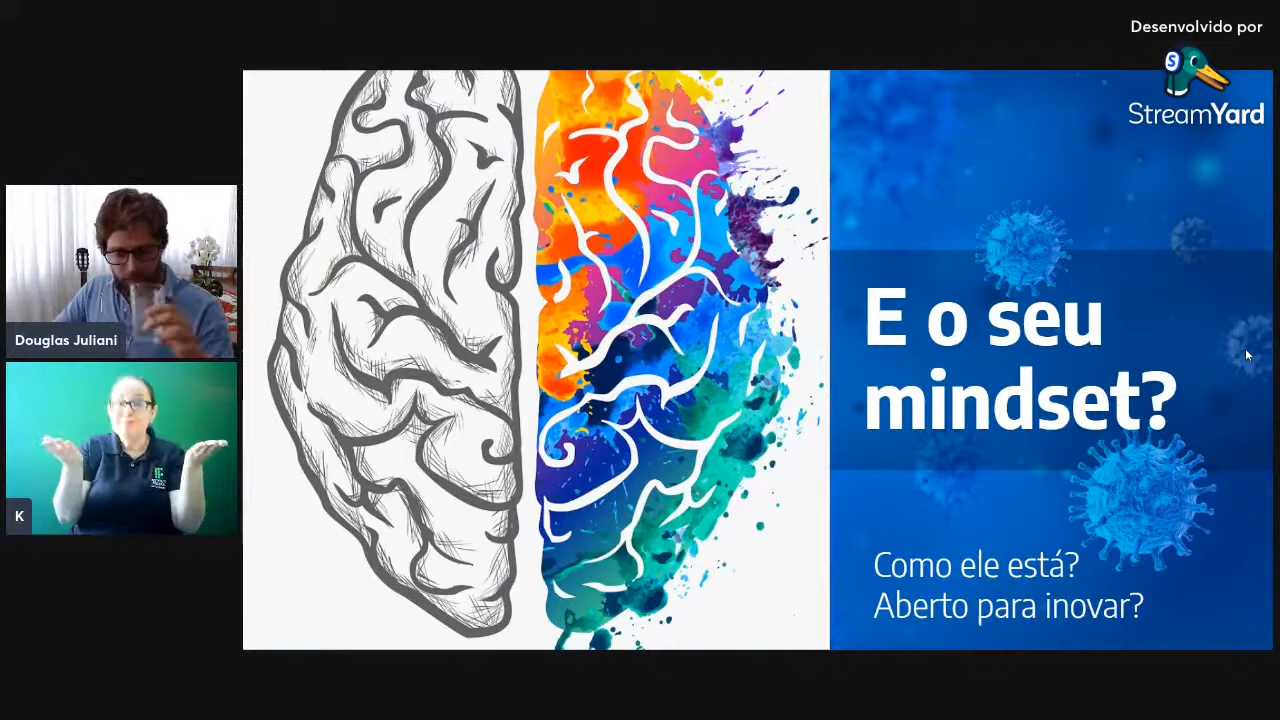 Desenvolvido por
S
StreamYard
Douglas Juliani
K
E o seu
mindset?
Como ele está?
Aberto para inovar?